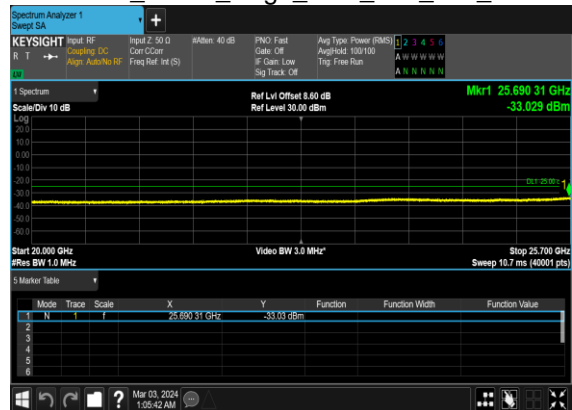 Spectrum Analyzer 1
Swept SA
KEYSIGHT Input: RF Input Z: 50 Ω #Atten: 40 dB PNO: Fast Avg Type: Power (RMS) 1 2 3 4 5 6
R T Coupling: DC Corr CCorr Gate: Off Avg|Hold: 100/100 A W W W W W
Align: Auto/No RF Freq Ref: Int (S) IF Gain: Low Trig: Free Run
LW Sig Track: Off A N N N N N
1 Spectrum Ref Lvl Offset 8.60 dB Mkr1 25.690 31 GHz
Scale/Div 10 dB Ref Level 30.00 dBm -33.029 dBm
Log
20.0
10.0
0.00
-10.0
-20.0
DL1 -25.00
1
-30.0
-40.0
-50.0
-60.0
Start 20.000 GHz Video BW 3.0 MHz* Stop 25.700 GHz
#Res BW 1.0 MHz Sweep 10.7 ms (40001 pts)
5 Marker Table
Mode Trace Scale X Y Function Function Width Function Value
1 N 1 f 25.690 31 GHz -33.03 dBm
2
3
4
5
6
Mar 03, 2024
1:05:42 AM